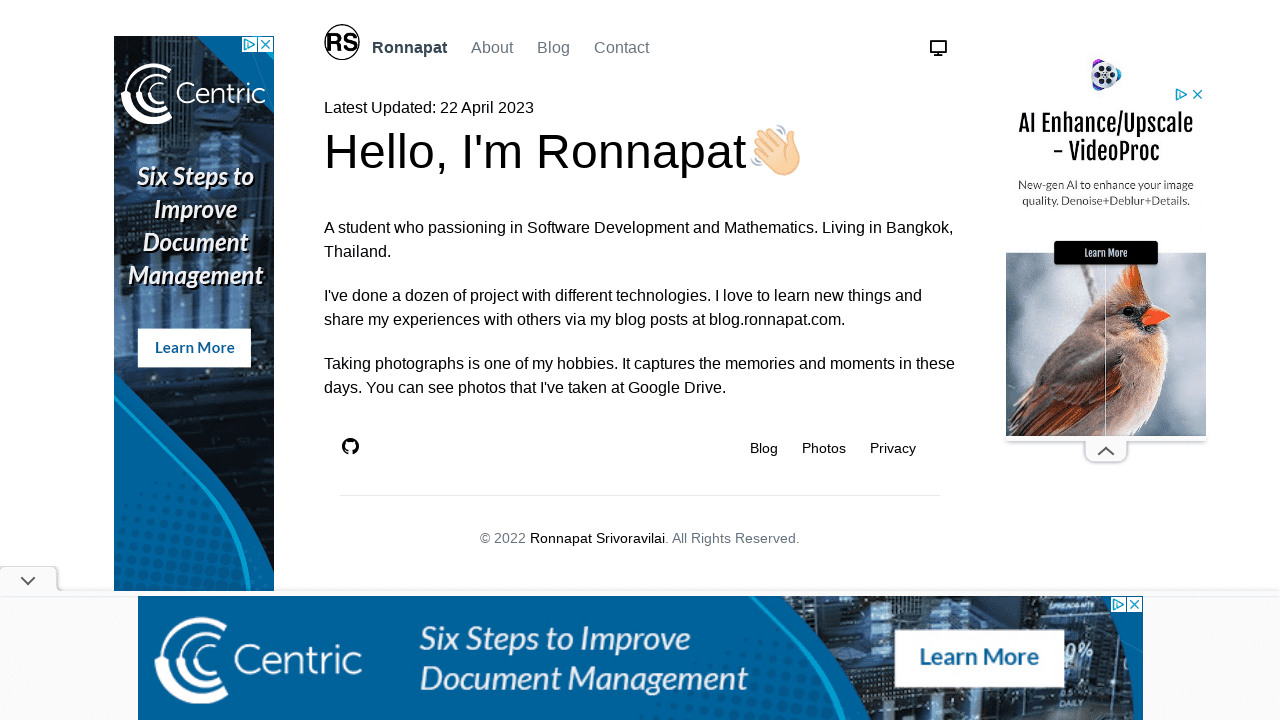 RS
Ronnapat About Blog Contact
Latest Updated: 22 April 2023
Hello, I'm Ronnapat👋🏻
A student who passioning in Software Development and Mathematics. Living in Bangkok,
Thailand.
I've done a dozen of project with different technologies. I love to learn new things and
share my experiences with others via my blog posts at blog.ronnapat.com.
Taking photographs is one of my hobbies. It captures the memories and moments in these
days. You can see photos that I've taken at Google Drive.
Blog Photos Privacy
© 2022 Ronnapat Srivoravilai. All Rights Reserved.
Centric
Six Steps to
Improve
Document
Management
Learn More
AI Enhance/Upscale
- VideoProc
New-gen AI to enhance your image
quality. Denoise+Deblur+Details.
Learn More
Centric
Six Steps to Improve
Document Management
Learn More